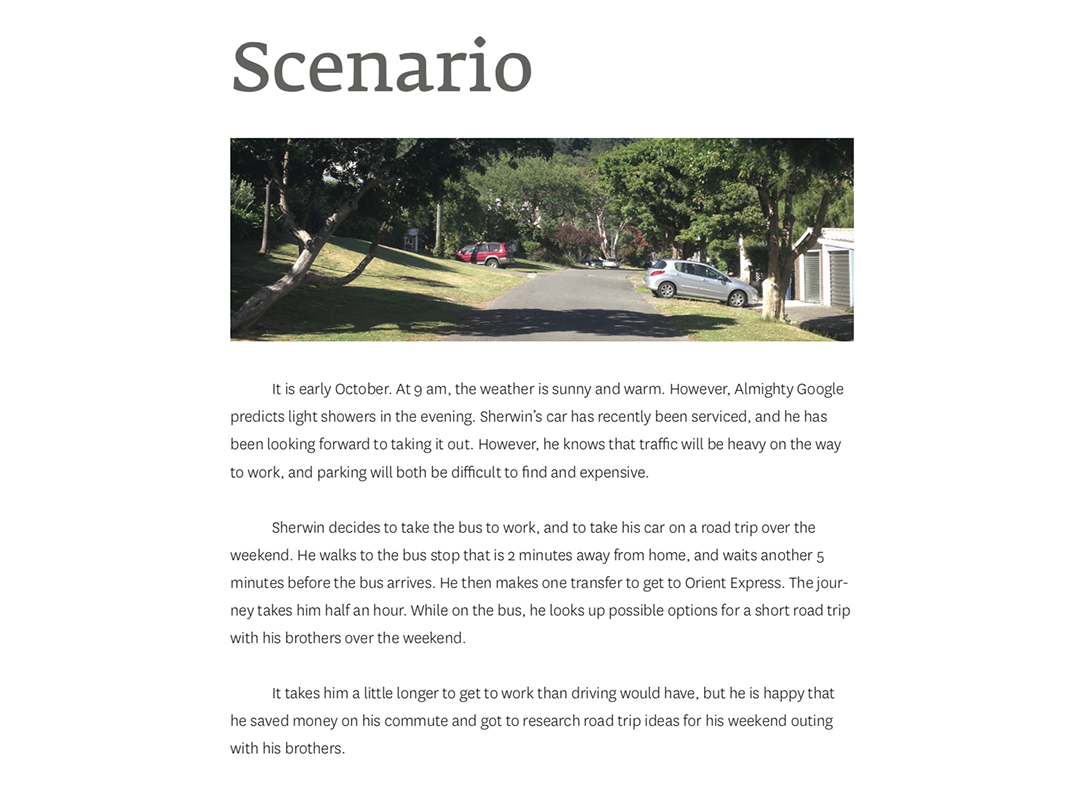 Scenario
It is early October. At 9 am, the weather is sunny and warm. However, Almighty Google
predicts light showers in the evening. Sherwin’s car has recently been serviced, and he has
been looking forward to taking it out. However, he knows that traffic will be heavy on the way
to work, and parking will both be difficult to find and expensive.
Sherwin decides to take the bus to work, and to take his car on a road trip over the
weekend. He walks to the bus stop that is 2 minutes away from home, and waits another 5
minutes before the bus arrives. He then makes one transfer to get to Orient Express. The jour-
ney takes him half an hour. While on the bus, he looks up possible options for a short road trip
with his brothers over the weekend.
It takes him a little longer to get to work than driving would have, but he is happy that
he saved money on his commute and got to research road trip ideas for his weekend outing
with his brothers.